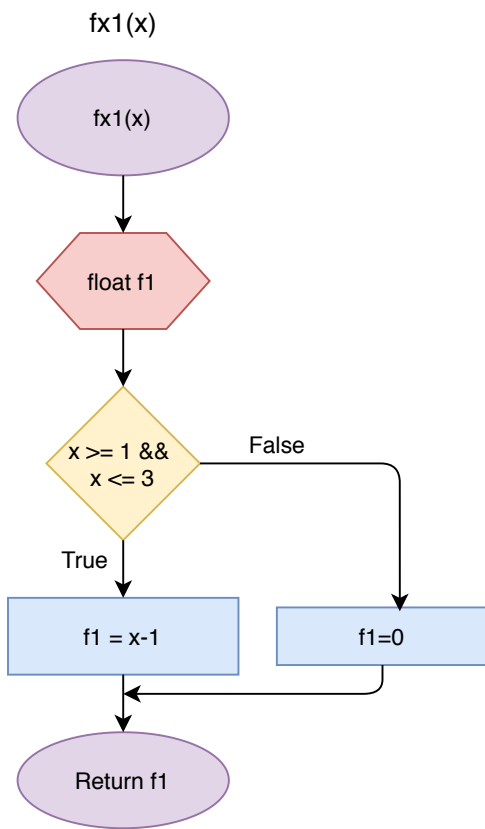 fx1(x)
fx1(x)
float f1
x >= 1 &&
x <= 3
False
True
f1 = x-1
f1=0
Return f1